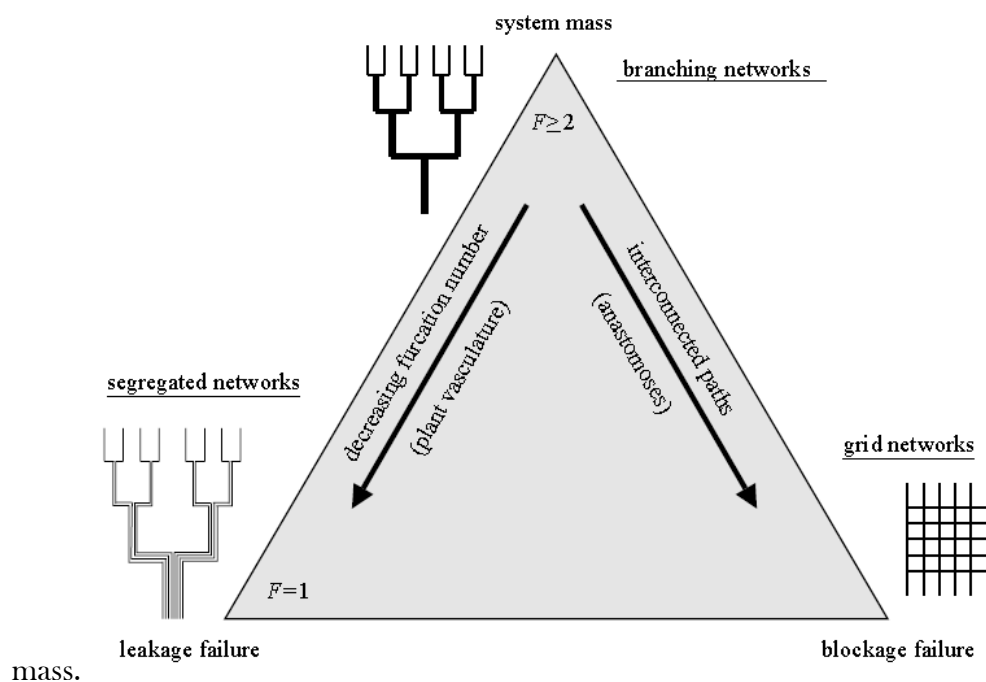 system mass
branching networks
F≥2
decreasing furcation number
(plant vasculature)
interconnected paths
(anastomoses)
segregated networks
grid networks
F=1
leakage failure
blockage failure
mass.